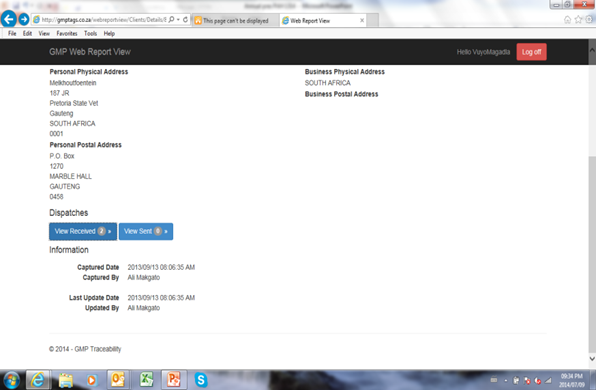 http://gmptags.co.za/webreportview/Clients/Details/8
This page can't be displayed
Web Report View
File Edit View Favorites Tools Help
GMP Web Report View
Hello VuyoMagadla
Log off
Personal Physical Address
Melkhoutfoentein
187 JR
Pretoria State Vet
Gauteng
SOUTH AFRICA
0001
Personal Postal Address
P.O. Box
1270
MARBLE HALL
GAUTENG
0456
Business Physical Address
SOUTH AFRICA
Business Postal Address
Dispatches
View Received 2 »
View Sent 0 »
Information
Captured Date 2013/09/13 08:06:35 AM
Captured By Ali Makgato
Last Update Date 2013/09/13 08:06:35 AM
Updated By Ali Makgato
© 2014 - GMP Traceability
09:34 PM
2014/07/09